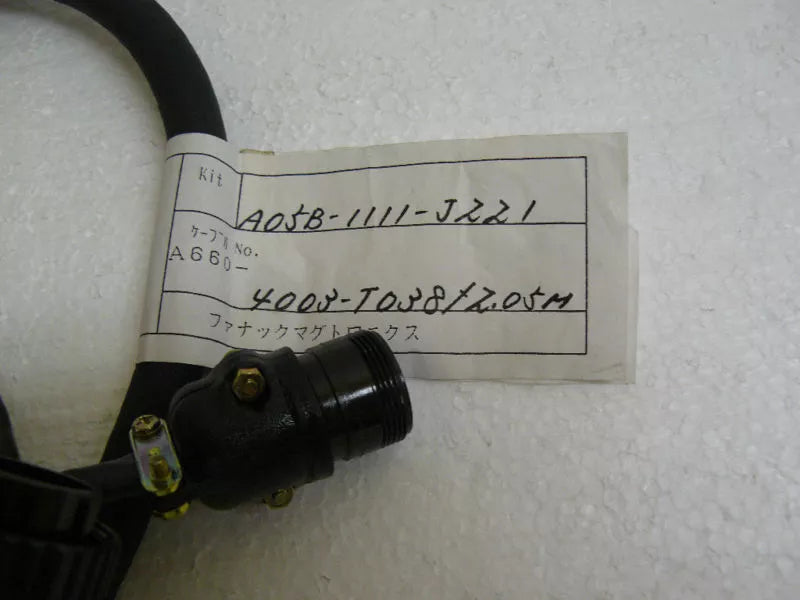 Kit
A05B-1111-J221
ケーブル No.
A660-
4003-T038/2.05M
ファナックマグトロニクス